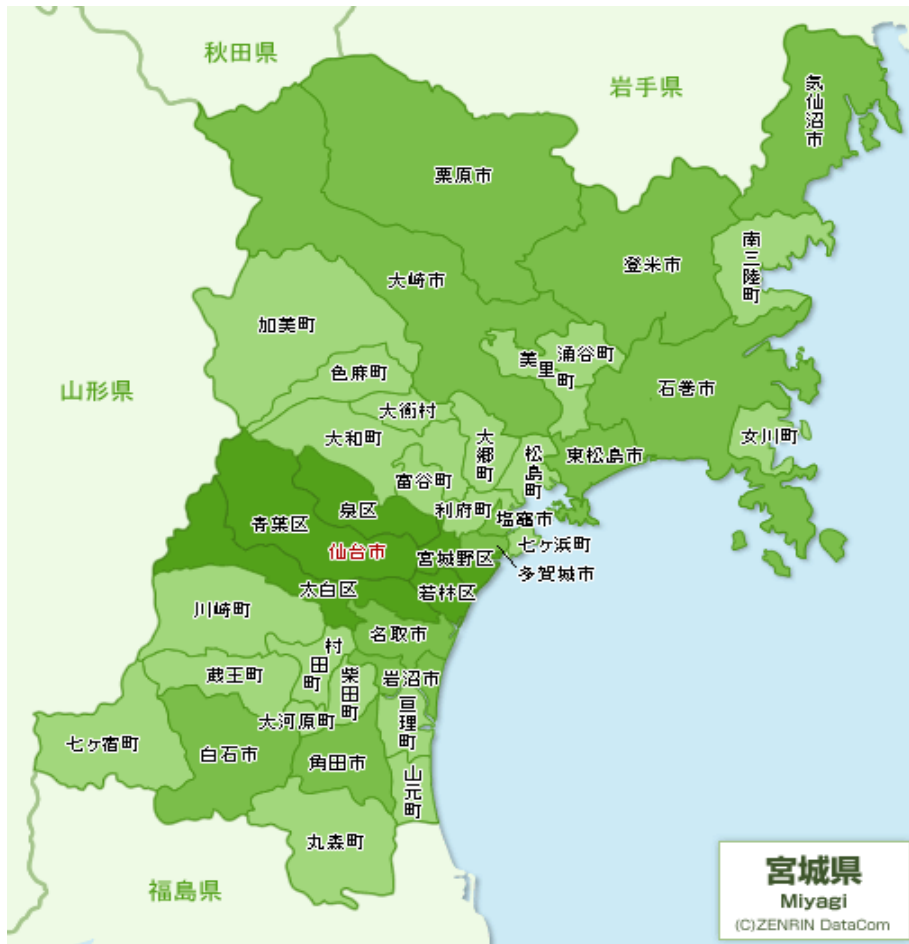 秋田県
岩手県
気仙沼市
栗原市
南三陸町
登米市
大崎市
加美町
涌谷町
美里町
色麻町
石巻市
山形県
大衡村
大和町
大郷町
松島町
東松島市
女川町
富谷町
利府町
塩竈市
泉区
青葉区
仙台市
宮城野区
七ヶ浜町
多賀城市
太白区
若林区
川崎町
名取市
村田町
蔵王町
柴田町
岩沼市
亘理町
大河原町
七ヶ宿町
白石市
角田市
山元町
丸森町
福島県
宮城県
Miyagi
(C)ZENRIN DataCom